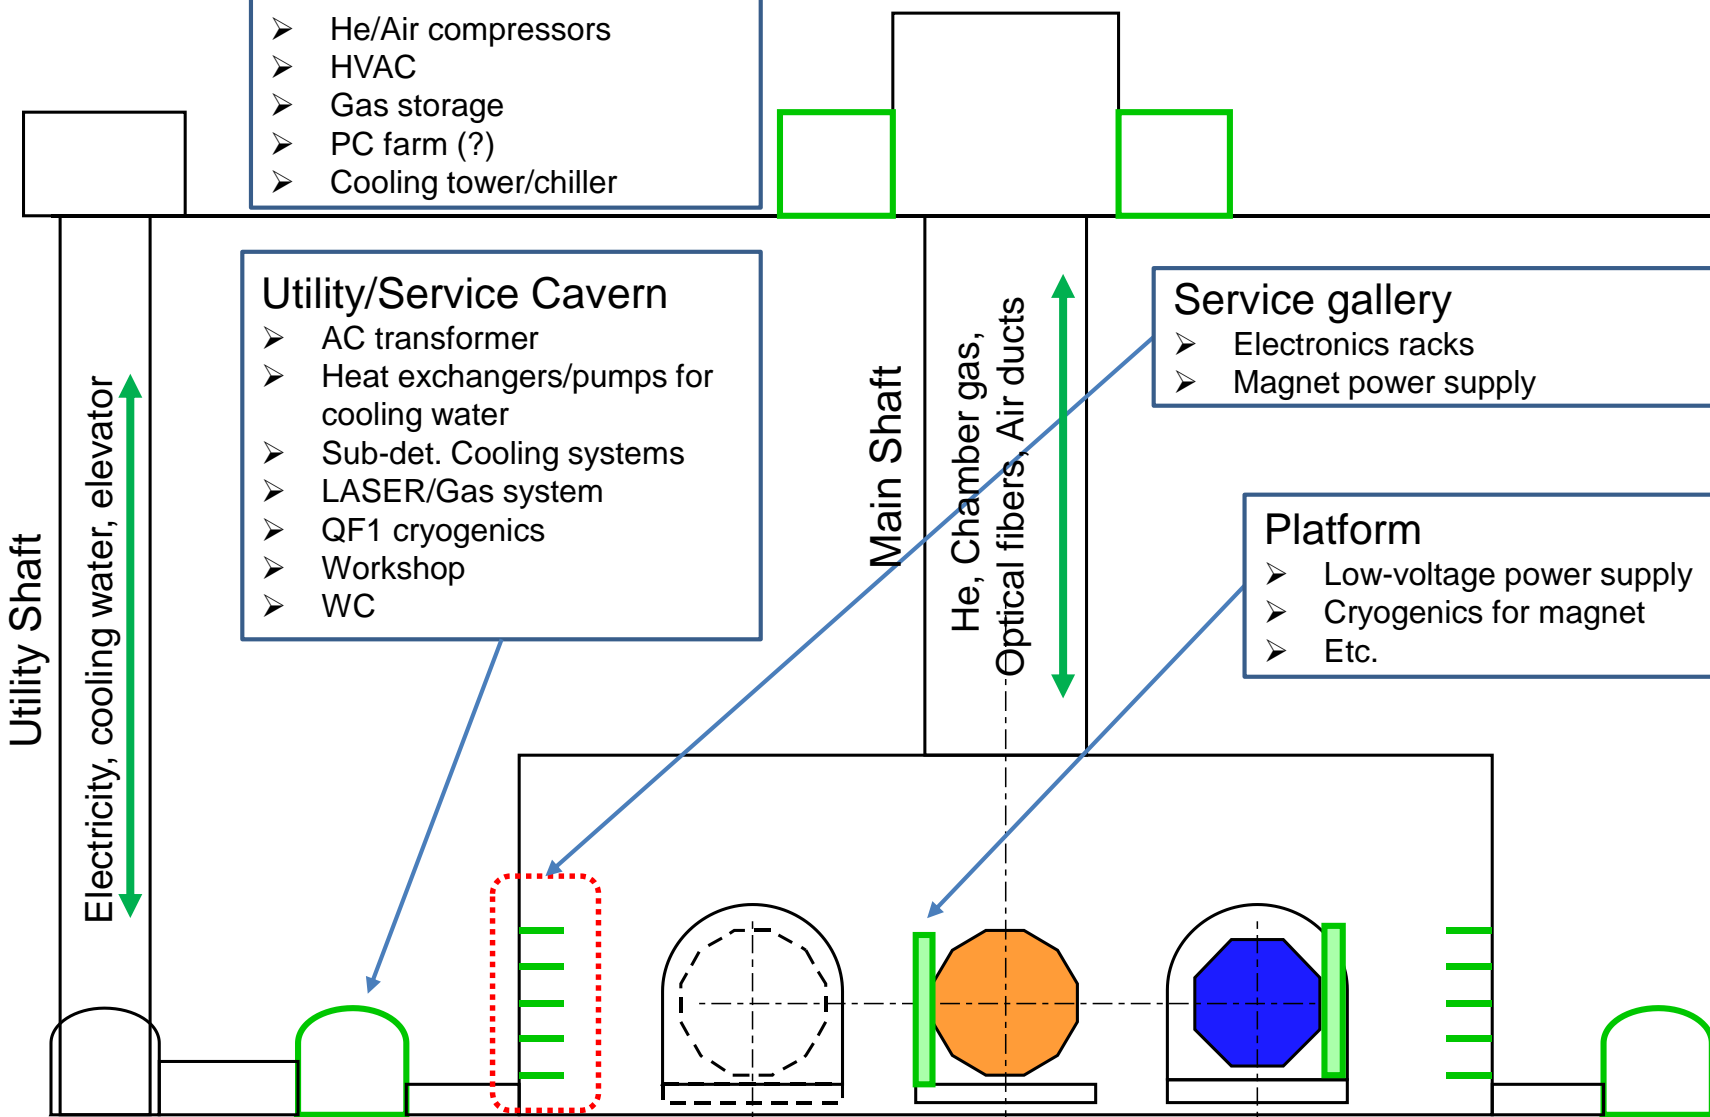 He/Air compressors
HVAC
Gas storage
PC farm (?)
Cooling tower/chiller
Utility/Service Cavern
AC transformer
Heat exchangers/pumps for
cooling water
Sub-det. Cooling systems
LASER/Gas system
QF1 cryogenics
Workshop
WC
Service gallery
Electronics racks
Magnet power supply
Platform
Low-voltage power supply
Cryogenics for magnet
Etc.
Utility Shaft
Electricity, cooling water, elevator
Main Shaft
He, Chamber gas,
Optical fibers, Air ducts